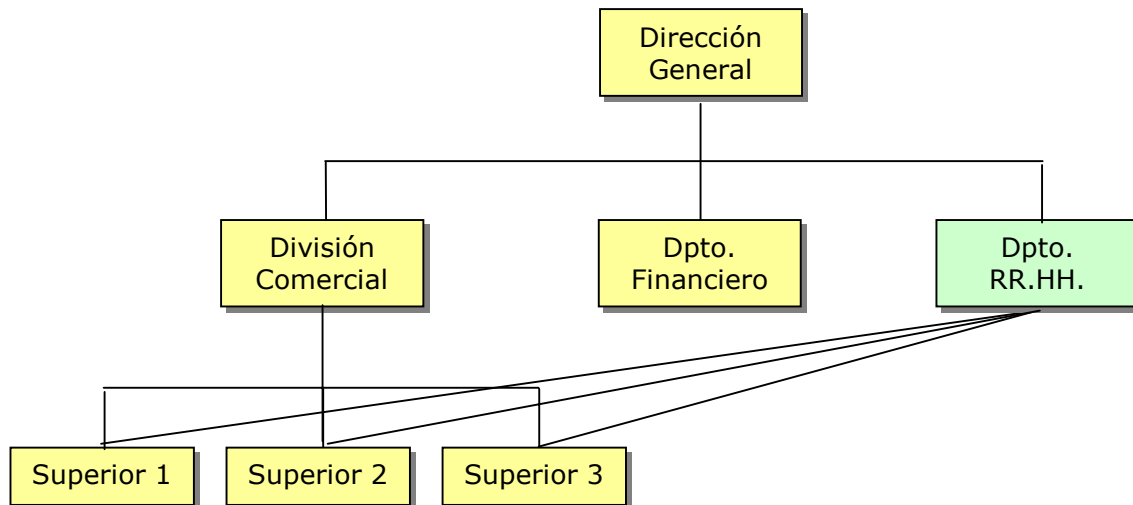 Dirección
General
División
Comercial
Dpto.
Financiero
Dpto.
RR.HH.
Superior 1
Superior 2
Superior 3